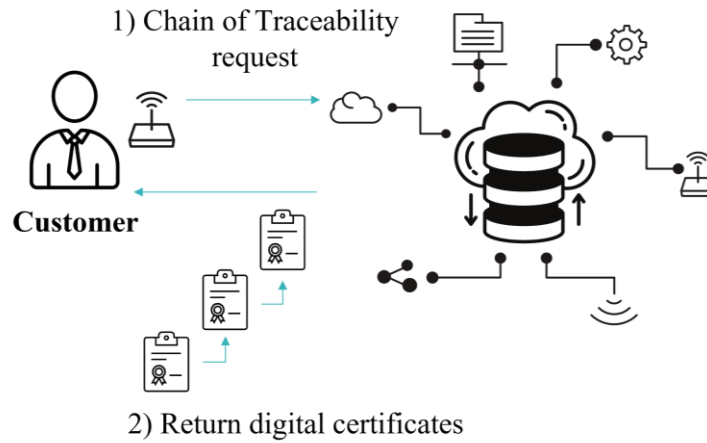 1) Chain of Traceability
request
Customer
2) Return digital certificates